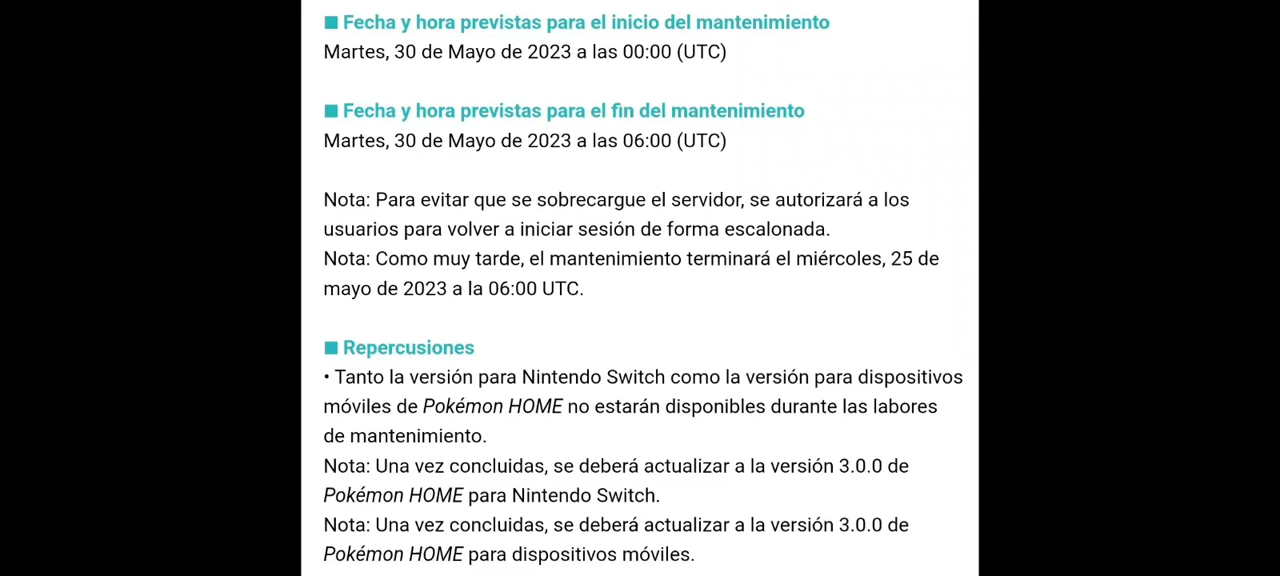 ■ Fecha y hora previstas para el inicio del mantenimiento
Martes, 30 de Mayo de 2023 a las 00:00 (UTC)
■ Fecha y hora previstas para el fin del mantenimiento
Martes, 30 de Mayo de 2023 a las 06:00 (UTC)
Nota: Para evitar que se sobrecargue el servidor, se autorizará a los
usuarios para volver a iniciar sesión de forma escalonada.
Nota: Como muy tarde, el mantenimiento terminará el miércoles, 25 de
mayo de 2023 a la 06:00 UTC.
■ Repercusiones
• Tanto la versión para Nintendo Switch como la versión para dispositivos
móviles de Pokémon HOME no estarán disponibles durante las labores
de mantenimiento.
Nota: Una vez concluidas, se deberá actualizar a la versión 3.0.0 de
Pokémon HOME para Nintendo Switch.
Nota: Una vez concluidas, se deberá actualizar a la versión 3.0.0 de
Pokémon HOME para dispositivos móviles.